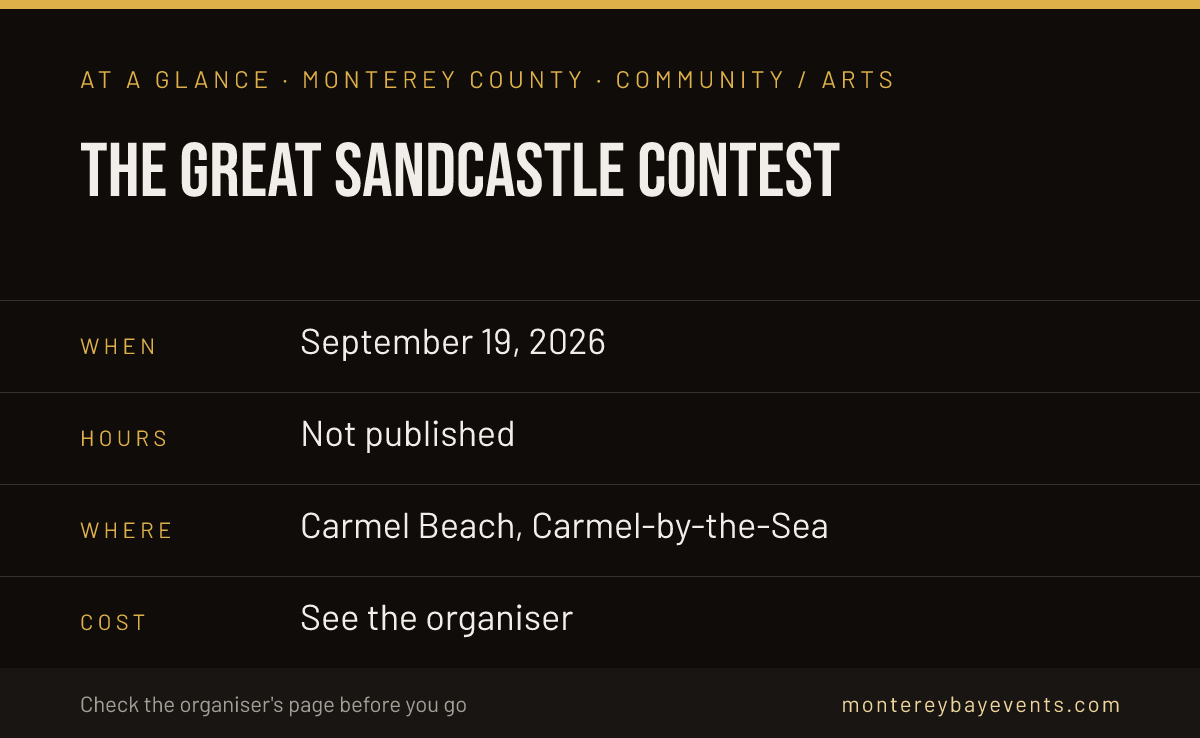 AT A GLANCE · MONTEREY COUNTY · COMMUNITY / ARTS
THE GREAT SANDCASTLE CONTEST
WHEN September 19, 2026
HOURS Not published
WHERE Carmel Beach, Carmel-by-the-Sea
COST See the organiser
Check the organiser's page before you go montereybayevents.com